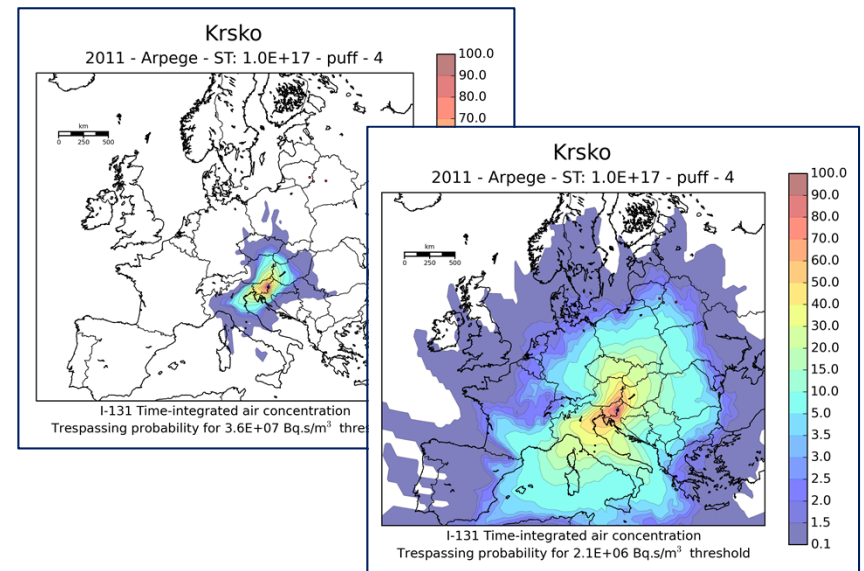 Krsko
2011 - Arpege - ST: 1.0E+17 - puff - 4
100.0
90.0
80.0
70.0
km
0 250 500
I-131 Time-integrated air concentration
Trespassing probability for 3.6E+07 Bq.s/m³ thres
Krsko
2011 - Arpege - ST: 1.0E+17 - puff - 4
km
0 250 500
100.0
90.0
80.0
70.0
60.0
50.0
40.0
30.0
20.0
15.0
10.0
5.0
3.5
3.0
2.5
2.0
1.5
0.1
I-131 Time-integrated air concentration
Trespassing probability for 2.1E+06 Bq.s/m³ threshold